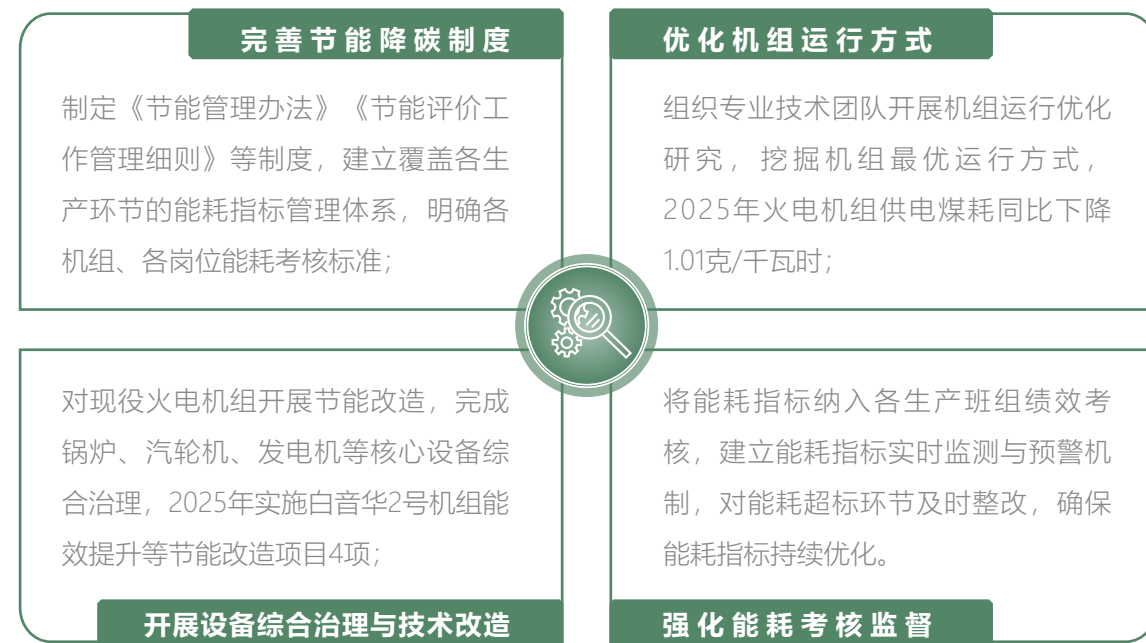 完善节能降碳制度
制定《节能管理办法》《节能评价工
作管理细则》等制度，建立覆盖各生
产环节的能耗指标管理体系，明确各
机组、各岗位能耗考核标准；
优化机组运行方式
组织专业技术团队开展机组运行优化
研究，挖掘机组最优运行方式，
2025年火电机组供电煤耗同比下降
1.01克/千瓦时；
对现役火电机组开展节能改造，完成
锅炉、汽轮机、发电机等核心设备综
合治理，2025年实施白音华2号机组能
效提升等节能改造项目4项；
开展设备综合治理与技术改造
将能耗指标纳入各生产班组绩效考
核，建立能耗指标实时监测与预警机
制，对能耗超标环节及时整改，确保
能耗指标持续优化。
强化能耗考核监督